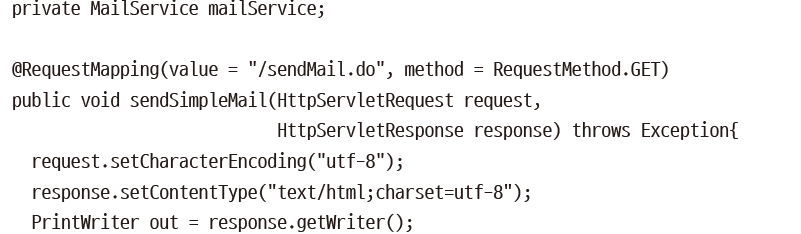 private MailService mailService;
@RequestMapping(value = "/sendMail.do", method = RequestMethod.GET)
public void sendSimpleMail(HttpServletRequest request,
HttpServletResponse response) throws Exception{
request.setCharacterEncoding("utf-8");
response.setContentType("text/html;charset=utf-8");
PrintWriter out = response.getWriter();